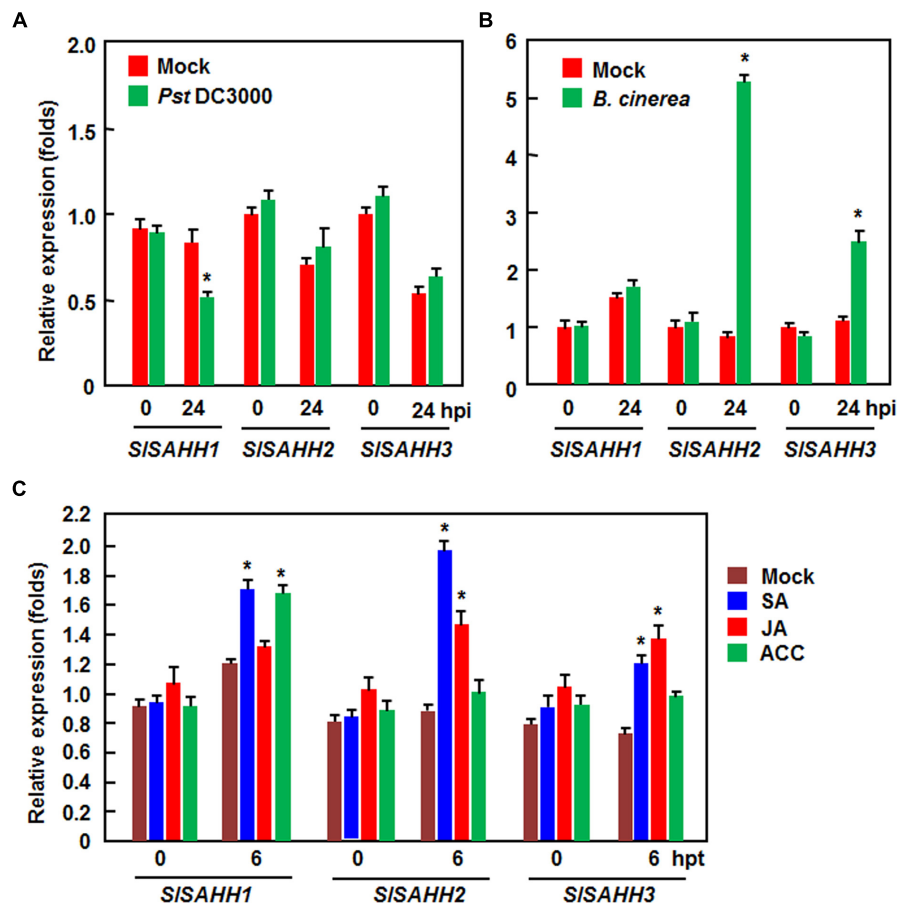 A
Relative expression (folds)
2.0
1.5
1.0
0.5
0
Mock
Pst DC3000
*
0 24 0 24 0 24 hpi
SlSAHH1 SlSAHH2 SlSAHH3
B
6
5
4
3
2
1
0
Mock
B. cinerea
*
*
0 24 0 24 0 24 hpi
SlSAHH1 SlSAHH2 SlSAHH3
C
Relative expression (folds)
2.2
2.0
1.8
1.6
1.4
1.2
1.0
0.8
0.6
0.4
0.2
0
* * * * * *
0 6 0 6 0 6 hpt
SlSAHH1 SlSAHH2 SlSAHH3
Mock
SA
JA
ACC